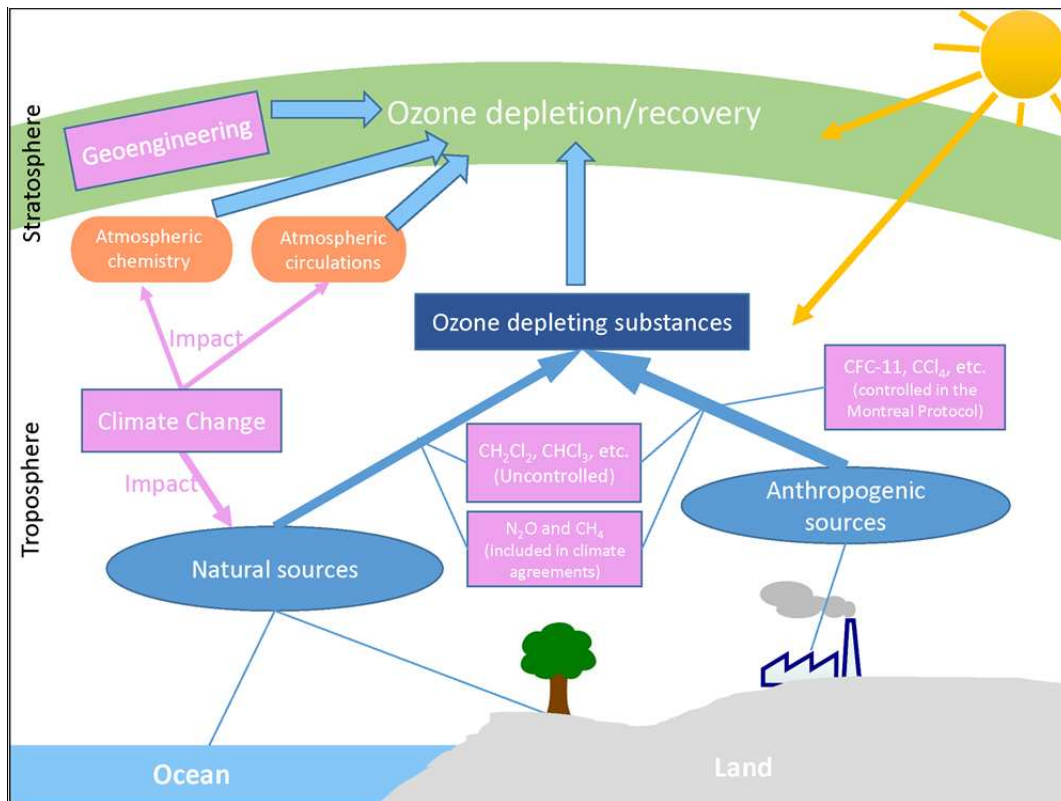 Stratosphere
Ozone depletion/recovery
Geoengineering
Atmospheric
chemistry
Atmospheric
circulations
Ozone depleting substances
Impact
Climate Change
Impact
Troposphere
CFC-11, CCl₄, etc.
(controlled in the
Montreal Protocol)
CH₂Cl₂, CHCl₃, etc.
(Uncontrolled)
N₂O and CH₄
(included in climate
agreements)
Anthropogenic
sources
Natural sources
Ocean
Land